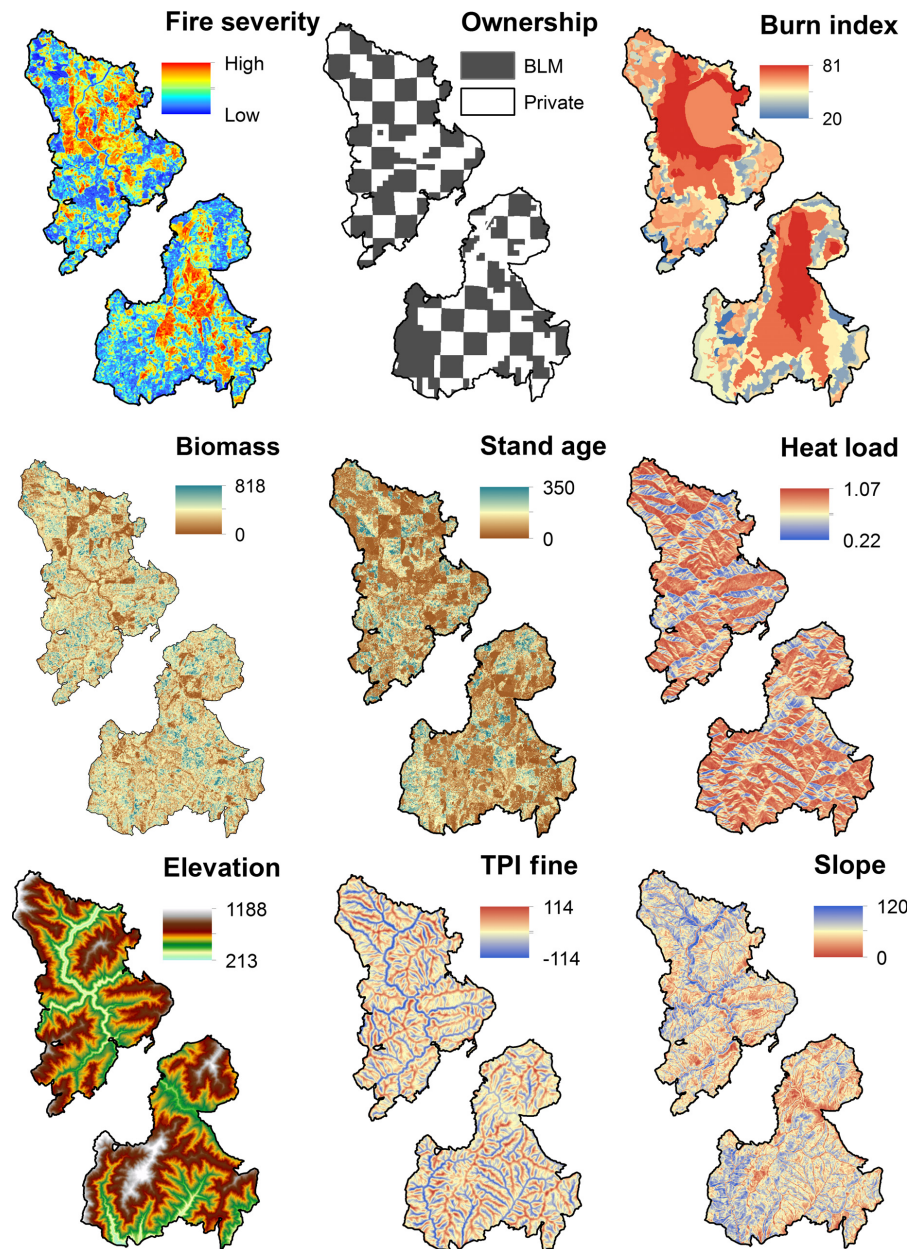 Fire severity
High
Low
Ownership
BLM
Private
Burn index
81
20
Biomass
818
0
Stand age
350
0
Heat load
1.07
0.22
Elevation
1188
213
TPI fine
114
-114
Slope
120
0